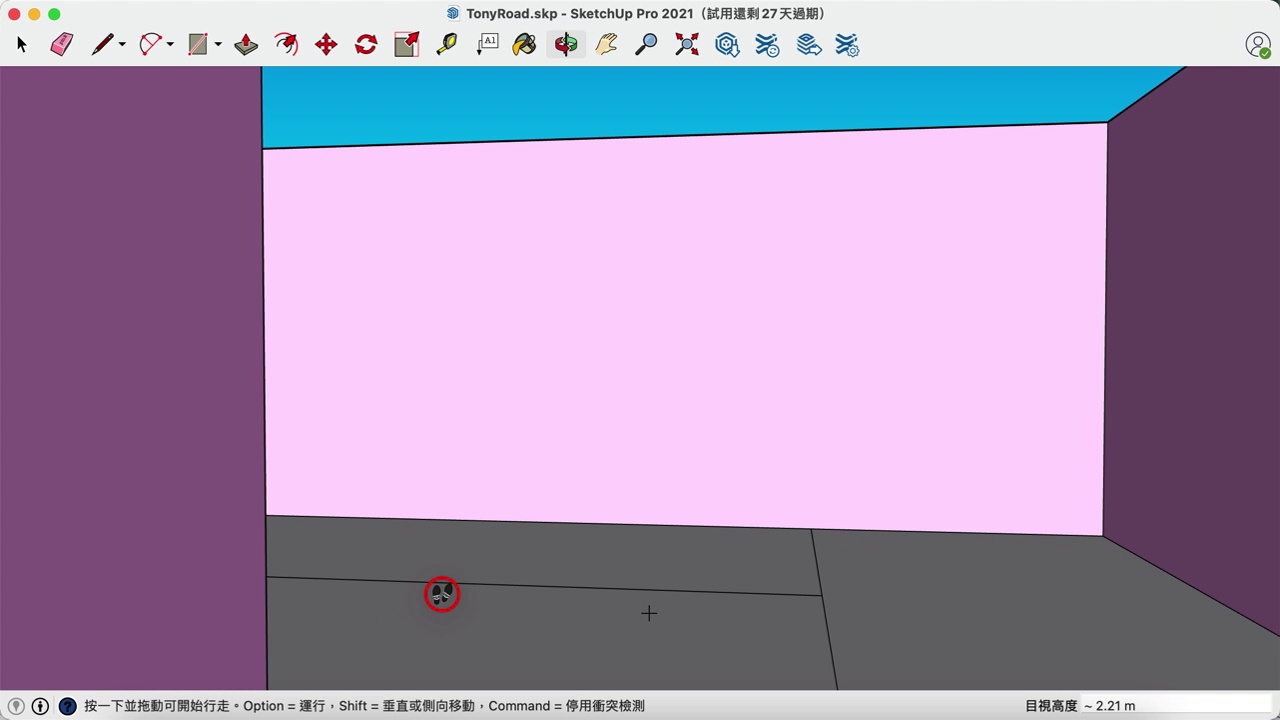 TonyRoad.skp - SketchUp Pro 2021（試用還剩 27 天過期）
A1
按一下並拖動可開始行走。Option = 運行，Shift = 垂直或側向移動，Command = 停用衝突檢測
目視高度 ~ 2.21 m